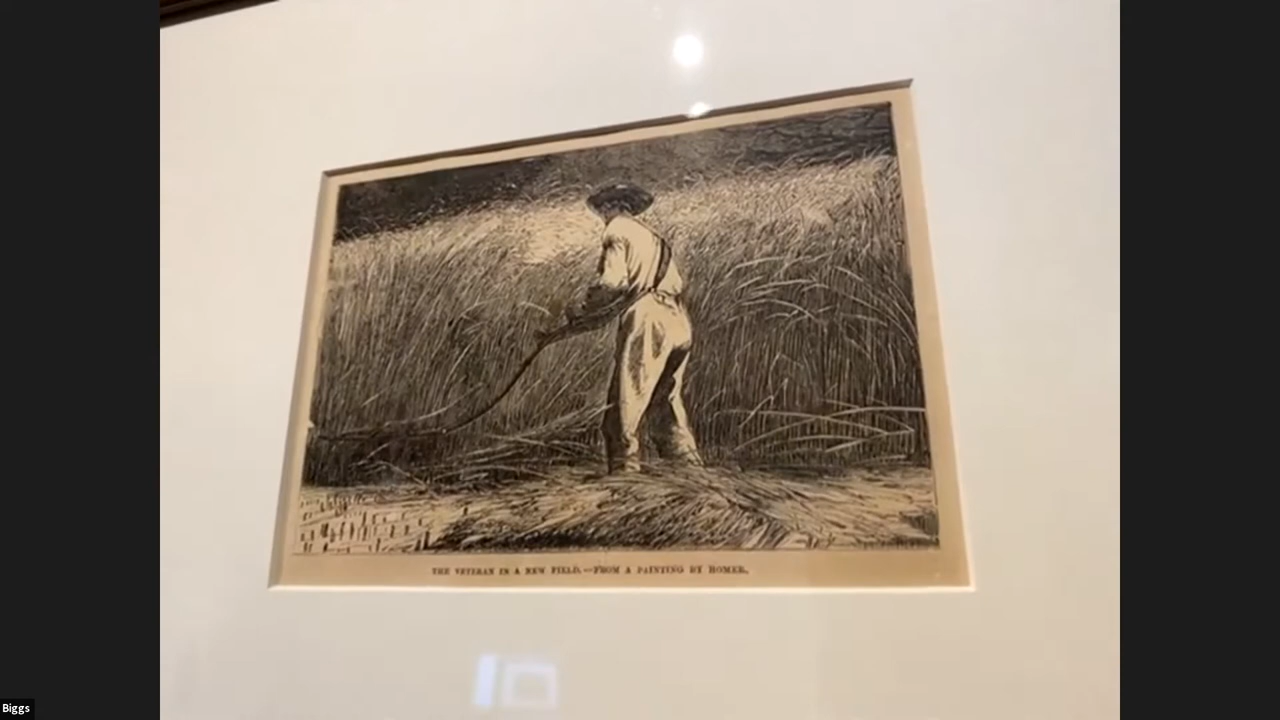 THE VETERAN IN A NEW FIELD.—FROM A PAINTING BY HOMER.
Biggs